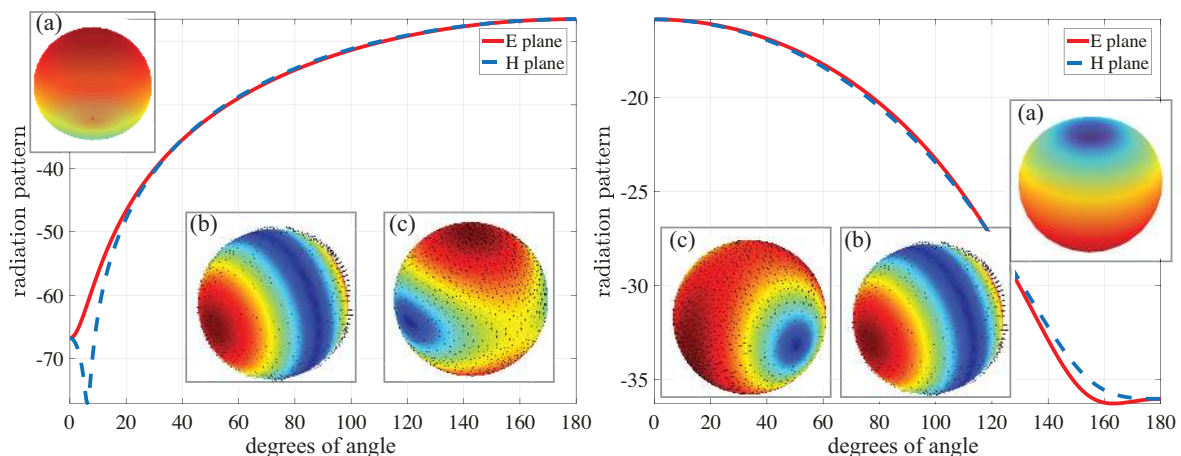 (a)
E plane
H plane
-40
-50
-60
-70
radiation pattern
(b)
(c)
0 20 40 60 80 100 120 140 160 180
degrees of angle
E plane
H plane
-20
-25
-30
-35
radiation pattern
(a)
(c)
(b)
0 20 40 60 80 100 120 140 160 180
degrees of angle